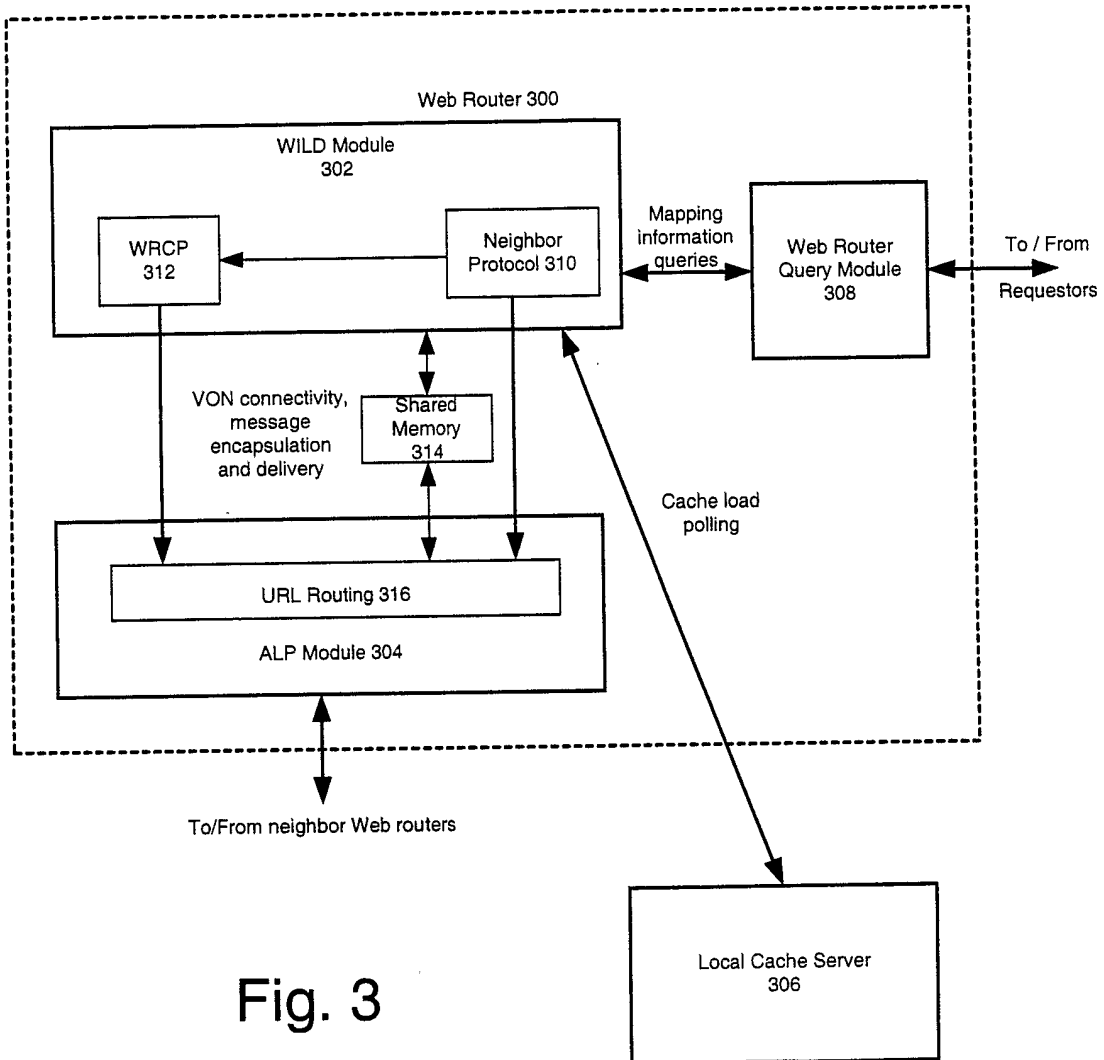 Web Router 300
WILD Module
302
WRCP
312
Neighbor
Protocol 310
Mapping
information
queries
Web Router
Query Module
308
To / From
Requestors
VON connectivity,
message
encapsulation
and delivery
Shared
Memory
314
Cache load
polling
URL Routing 316
ALP Module 304
To/From neighbor Web routers
Local Cache Server
306
Fig. 3